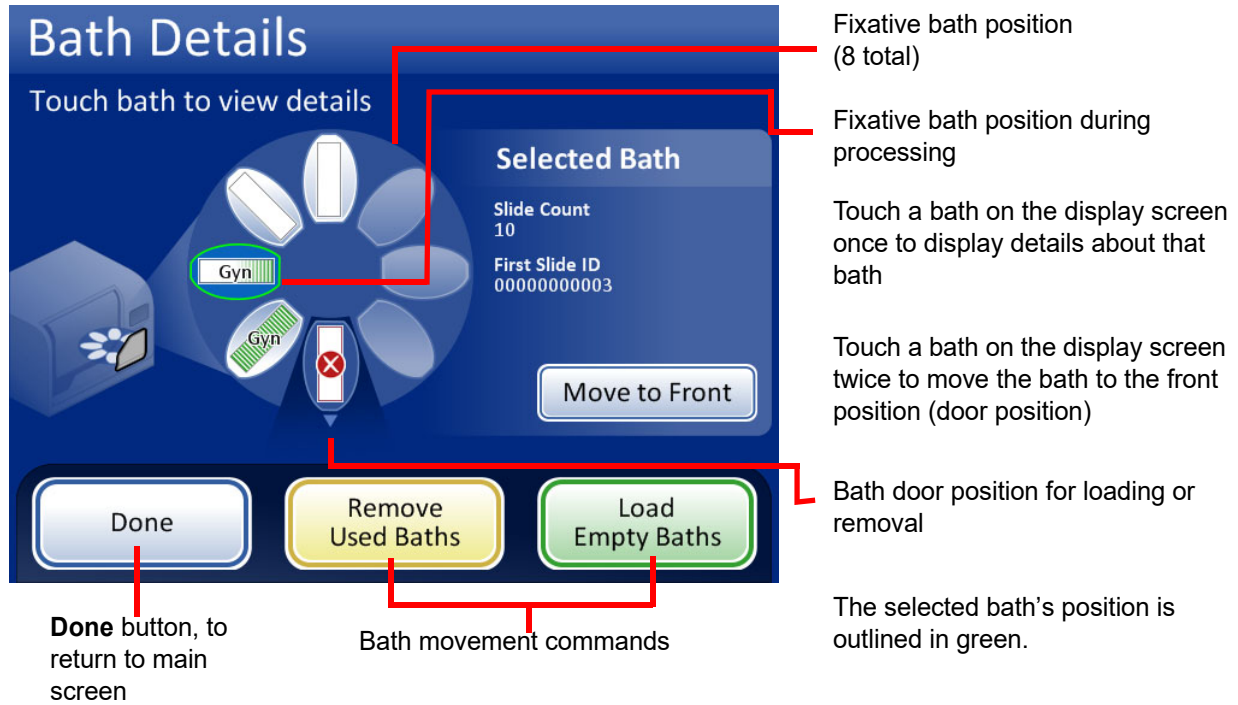 Bath Details
Touch bath to view details
Gyn
Gyn
Selected Bath
Slide Count
10
First Slide ID
00000000003
Move to Front
Done
Remove
Used Baths
Load
Empty Baths
Fixative bath position
(8 total)
Fixative bath position during
processing
Touch a bath on the display screen
once to display details about that
bath
Touch a bath on the display screen
twice to move the bath to the front
position (door position)
Bath door position for loading or
removal
The selected bath’s position is
outlined in green.
Done button, to
return to main
screen
Bath movement commands